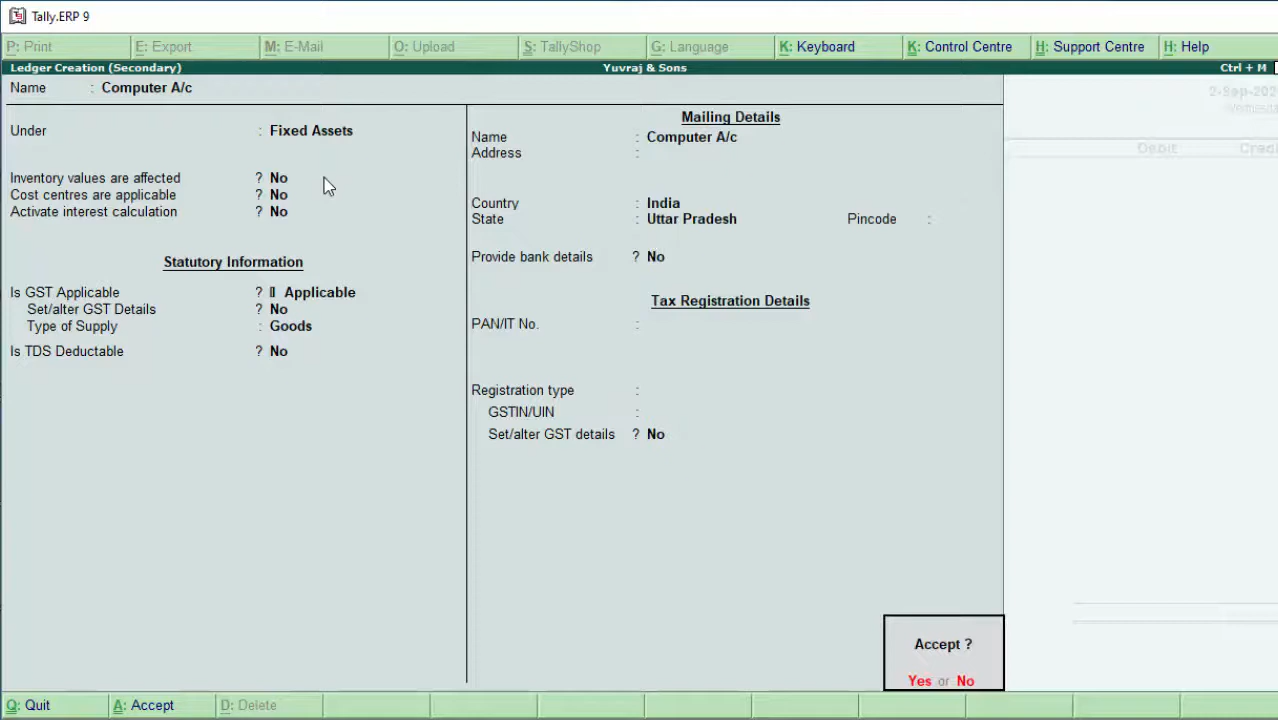 Tally.ERP 9
P: Print E: Export M: E-Mail O: Upload S: TallyShop G: Language K: Keyboard K: Control Centre H: Support Centre H: Help
Ledger Creation (Secondary) Yuvraj & Sons Ctrl + M
Name : Computer A/c
Under : Fixed Assets
Inventory values are affected ? No
Cost centres are applicable ? No
Activate interest calculation ? No
Statutory Information
Is GST Applicable ? Applicable
Set/alter GST Details ? No
Type of Supply : Goods
Is TDS Deductable ? No
Mailing Details
Name : Computer A/c
Address :
Country : India
State : Uttar Pradesh Pincode :
Provide bank details ? No
Tax Registration Details
PAN/IT No. :
Registration type :
GSTIN/UIN :
Set/alter GST details ? No
Debit
Accept ?
Yes or No
Q: Quit A: Accept D: Delete